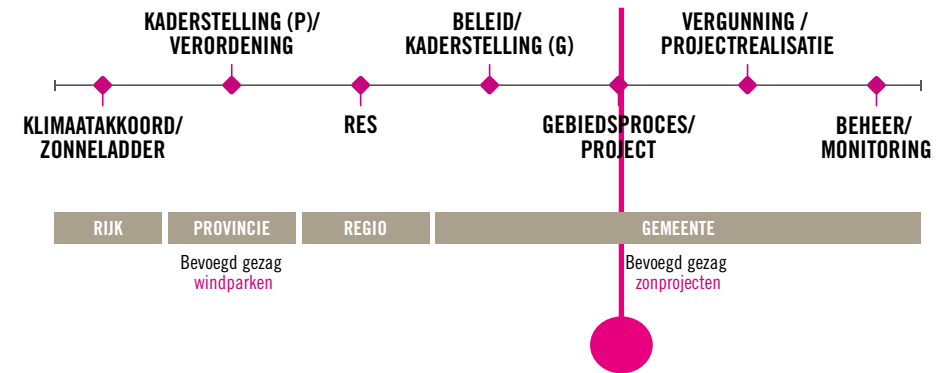 KADERSTELLING (P)/
VERORDENING
BELEID/
KADERSTELLING (G)
VERGUNNING /
PROJECTREALISATIE
KLIMAATAKKOORD/
ZONNELADDER
RES
GEBIEDSPROCES/
PROJECT
BEHEER/
MONITORING
RIJK
PROVINCIE
REGIO
GEMEENTE
Bevoegd gezag
windparken
Bevoegd gezag
zonprojecten